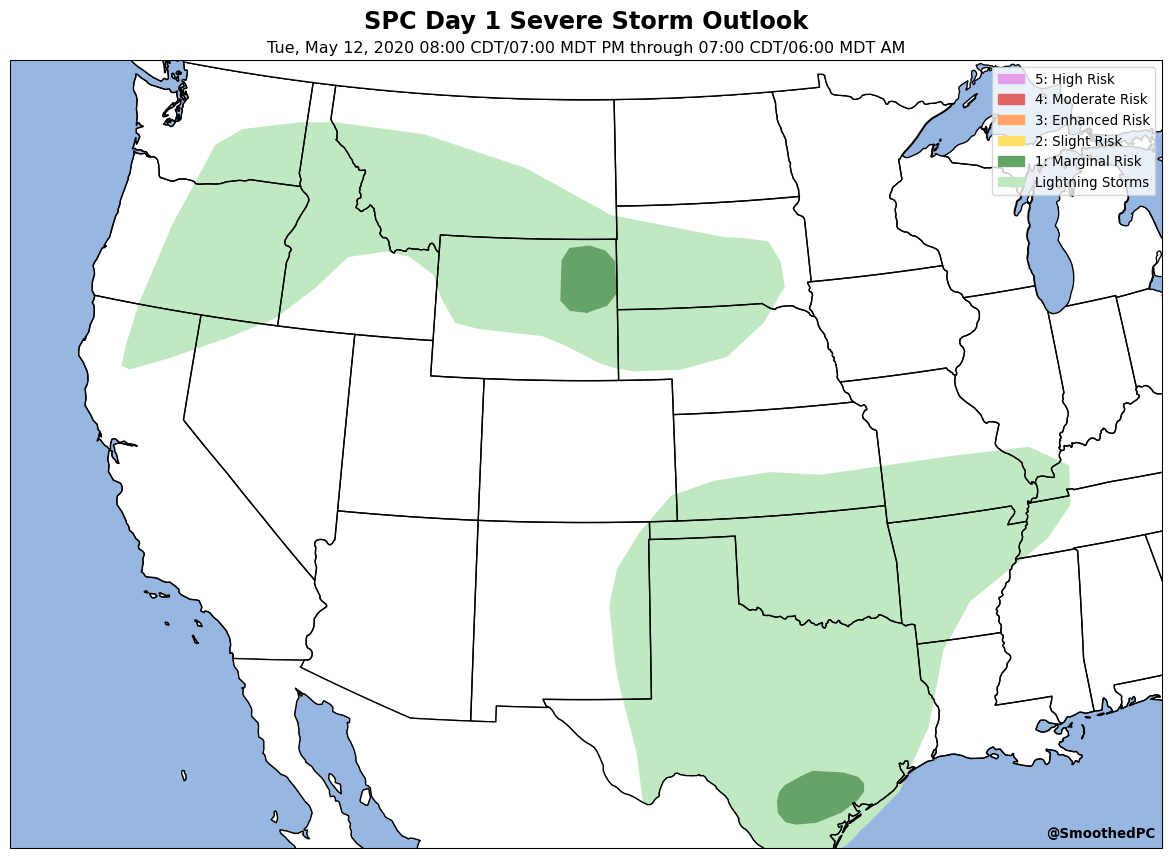 SPC Day 1 Severe Storm Outlook
Tue, May 12, 2020 08:00 CDT/07:00 MDT PM through 07:00 CDT/06:00 MDT AM
5: High Risk
4: Moderate Risk
3: Enhanced Risk
2: Slight Risk
1: Marginal Risk
Lightning Storms
@SmoothedPC